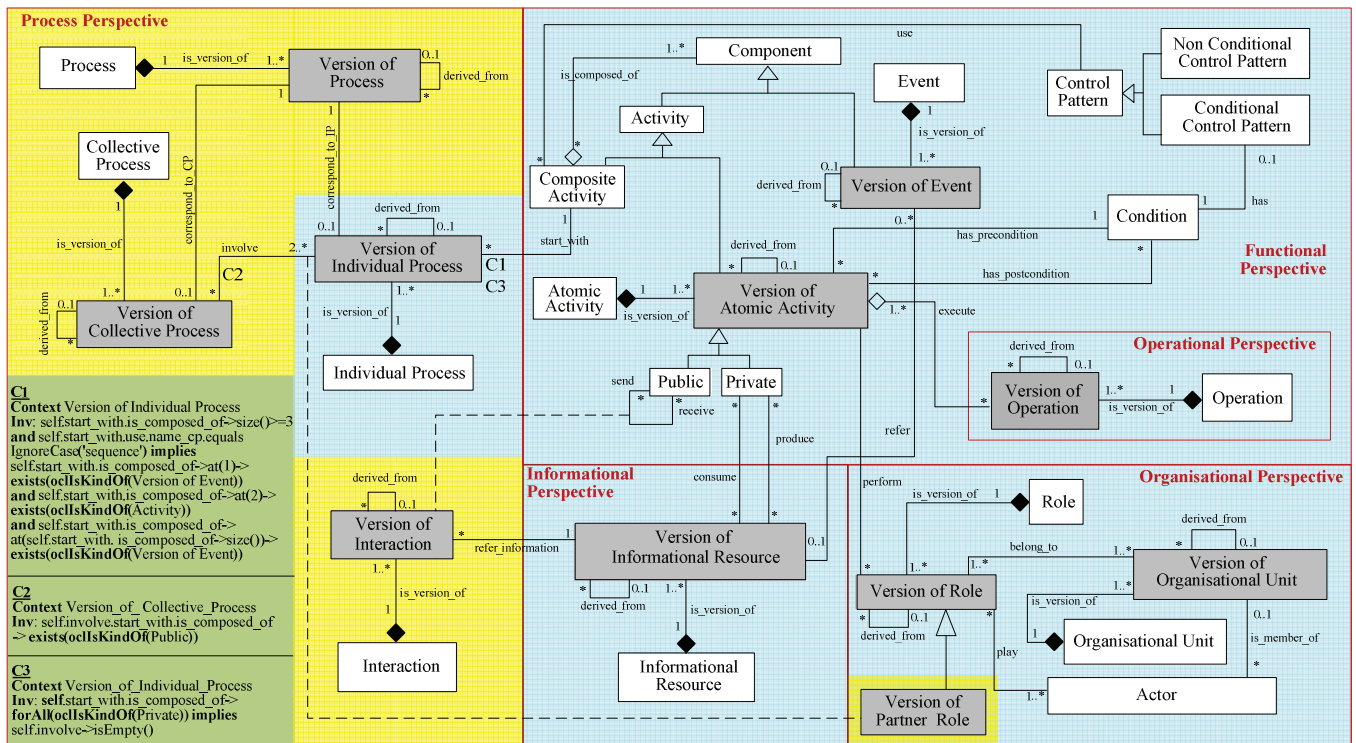 Process Perspective
Process
1
is_version_of
1..*
Version of
Process
0..1
derived_from
*
1
1
correspond_to_CP
correspond_to_IP
Collective
Process
1
is_version_of
1..*
0..1
*
involve
C2
2..*
0..1
derived_from
*
Version of
Collective Process
derived_from
*
0..1
0..1
Version of
Individual Process
*
C1
C3
1..*
is_version_of
1
Individual Process
start_with
1
use
Component
1..*
is_composed_of
Activity
*
*
Composite
Activity
Event
1
is_version_of
1..*
0..1
derived_from
*
Version of Event
Control
Pattern
Non Conditional
Control Pattern
Conditional
Control Pattern
0..1
has
1
Condition
1
has_precondition
*
*
has_postcondition
*
Functional
Perspective
derived_from
*
0..1
Version of
Atomic Activity
Atomic
Activity
1
is_version_of
1..*
1..*
execute
*
Operational Perspective
derived_from
*
0..1
Version of
Operation
1..*
is_version_of
1
Operation
Public
Private
send
*
receive
*
*
*
produce
consume
*
*
refer
0..1
perform
*
C1
Context Version of Individual Process
Inv: self.start_with.is_composed_of->size()>=3
and self.start_with.use.name_cp.equals
IgnoreCase('sequence') implies
self.start_with.is_composed_of->at(1)->
exists(oclIsKindOf(Version of Event))
and self.start_with.is_composed_of->at(2)->
exists(oclIsKindOf(Activity))
and self.start_with.is_composed_of->
at(self.start_with. is_composed_of->size())->
exists(oclIsKindOf(Version of Event))
C2
Context Version_of_ Collective_Process
Inv: self.involve.start_with.is_composed_of
-> exists(oclIsKindOf(Public))
C3
Context Version_of_Individual_Process
Inv: self.start_with.is_composed_of->
forAll(oclIsKindOf(Private)) implies
self.involve->isEmpty()
derived_from
*
0..1
Version of
Interaction
*
refer_information
1
1..*
is_version_of
1
Interaction
Informational
Perspective
Version of
Informational Resource
*
0..1
derived_from
1..*
is_version_of
1
Informational
Resource
Organisational Perspective
is_version_of
1
Role
1..*
belong_to
1..*
1..*
Version of Role
*
0..1
derived_from
*
play
1..*
Version of
Partner Role
derived_from
*
0..1
Version of
Organisational Unit
1..*
is_version_of
1
Organisational Unit
0..1
is_member_of
*
Actor